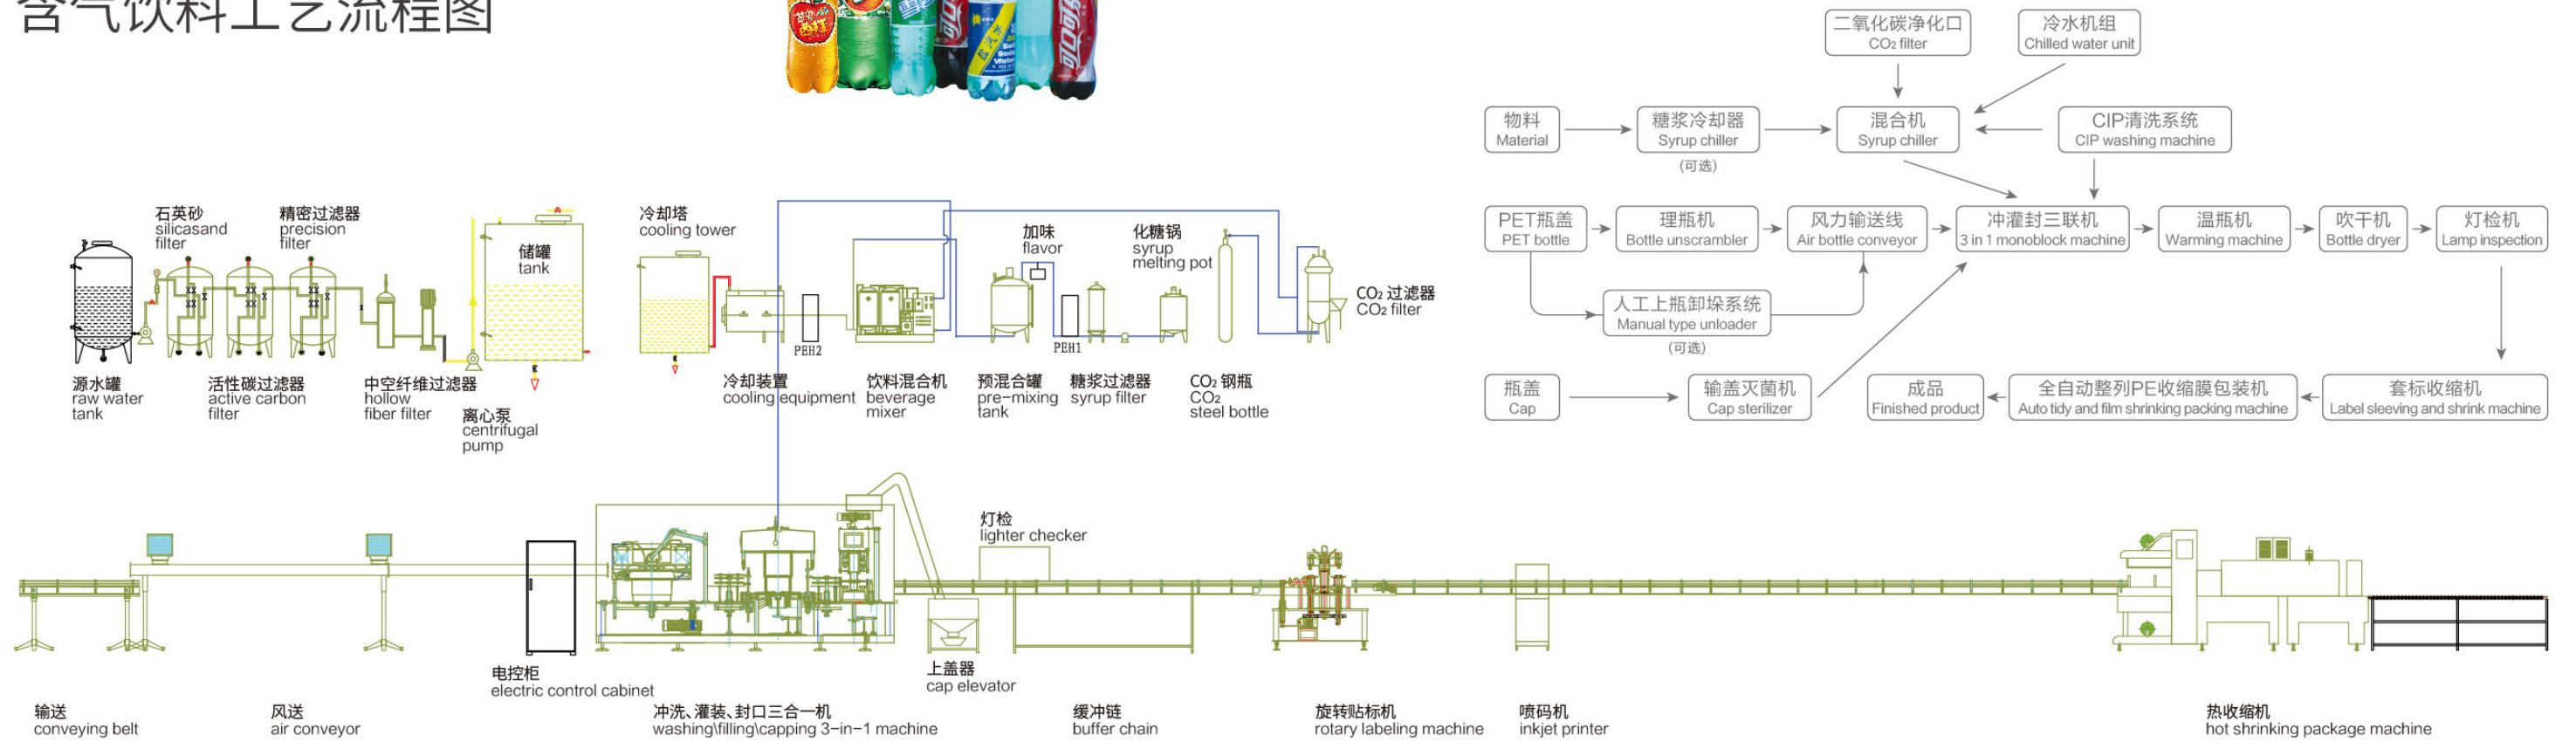 含气饮料工艺流程图
二氧化碳净化口
CO₂ filter
冷水机组
Chilled water unit
物料
Material
糖浆冷却器
Syrup chiller
(可选)
混合机
Syrup chiller
CIP清洗系统
CIP washing machine
PET瓶盖
PET bottle
理瓶机
Bottle unscrambler
风力输送线
Air bottle conveyor
冲灌封三联机
3 in 1 monoblock machine
温瓶机
Warming machine
吹干机
Bottle dryer
灯检机
Lamp inspection
人工上瓶卸垛系统
Manual type unloader
(可选)
瓶盖
Cap
输盖灭菌机
Cap sterilizer
成品
Finished product
全自动整列PE收缩膜包装机
Auto tidy and film shrinking packing machine
套标收缩机
Label sleeving and shrink machine
石英砂
silicasand
filter
精密过滤器
precision
filter
储罐
tank
冷却塔
cooling tower
加味
flavor
化糖锅
syrup
melting pot
CO₂ 过滤器
CO₂ filter
PEH2
PEH1
源水罐
raw water
tank
活性碳过滤器
active carbon
filter
中空纤维过滤器
hollow
fiber filter
离心泵
centrifugal
pump
冷却装置
cooling equipment
饮料混合机
beverage
mixer
预混合罐
pre-mixing
tank
糖浆过滤器
syrup filter
CO₂ 钢瓶
CO₂
steel bottle
灯检
lighter checker
电控柜
electric control cabinet
上盖器
cap elevator
输送
conveying belt
风送
air conveyor
冲洗、灌装、封口三合一机
washing\filling\capping 3-in-1 machine
缓冲链
buffer chain
旋转贴标机
rotary labeling machine
喷码机
inkjet printer
热收缩机
hot shrinking package machine